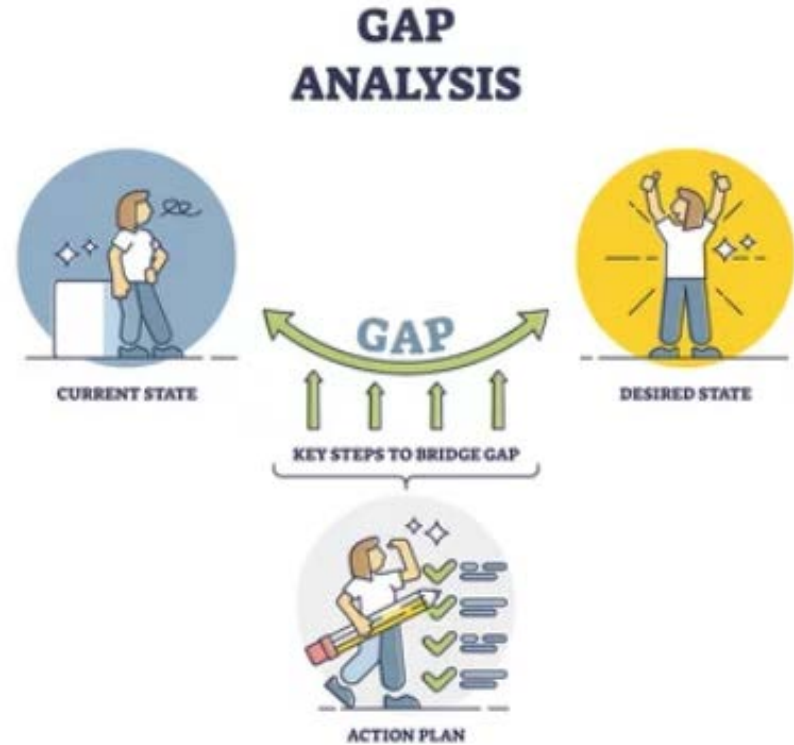 GAP
ANALYSIS
GAP
CURRENT STATE
DESIRED STATE
KEY STEPS TO BRIDGE GAP
ACTION PLAN